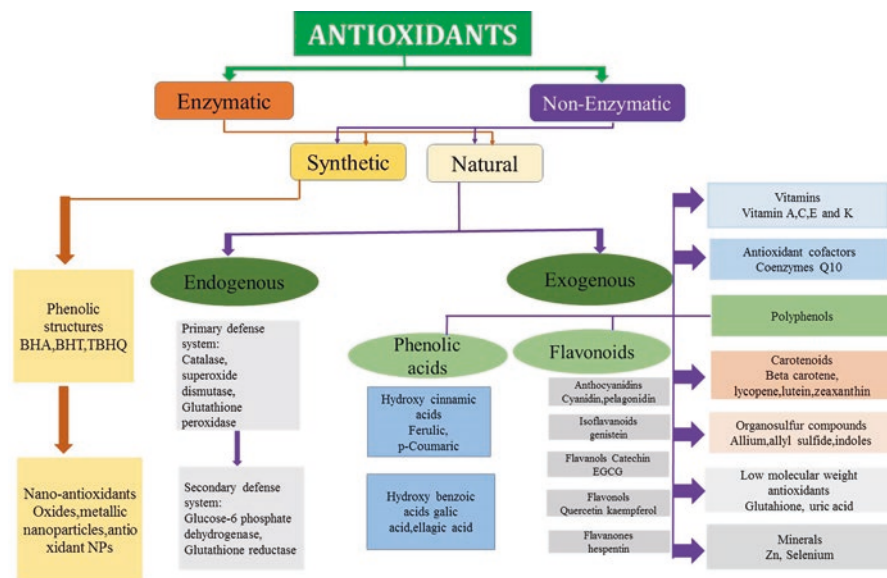 ANTIOXIDANTS
Enzymatic
Non-Enzymatic
Synthetic
Natural
Endogenous
Exogenous
Phenolic
structures
BHA,BHT,TBHQ
Nano-antioxidants
Oxides,metallic
nanoparticles,antio
xidant NPs
Primary defense
system:
Catalase,
superoxide
dismutase,
Glutathione
peroxidase
Secondary defense
system:
Glucose-6 phosphate
dehydrogenase,
Glutathione reductase
Phenolic
acids
Hydroxy cinnamic
acids
Ferulic,
p-Coumaric
Hydroxy benzoic
acids galic
acid,ellagic acid
Flavonoids
Anthocyanidins
Cyanidin,pelagonidin
Isoflavanoids
genistein
Flavanols Catechin
EGCG
Flavonols
Quercetin kaempferol
Flavanones
hespentin
Vitamins
Vitamin A,C,E and K
Antioxidant cofactors
Coenzymes Q10
Polyphenols
Carotenoids
Beta carotene,
lycopene,lutein,zeaxanthin
Organosulfur compounds
Allium,allyl sulfide,indoles
Low molecular weight
antioxidants
Glutathione, uric acid
Minerals
Zn, Selenium